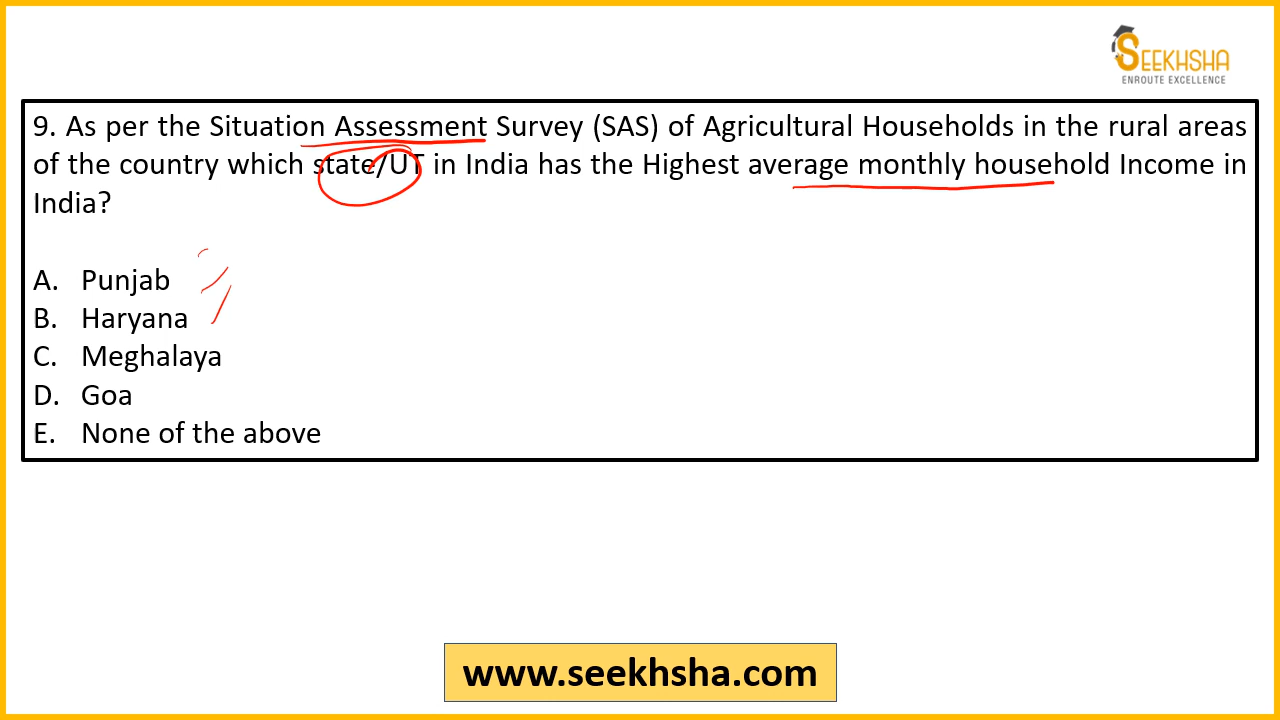 SEEKHSHA
ENROUTE EXCELLENCE
9. As per the Situation Assessment Survey (SAS) of Agricultural Households in the rural areas
of the country which state/UT in India has the Highest average monthly household Income in
India?
A. Punjab
B. Haryana
C. Meghalaya
D. Goa
E. None of the above
www.seekhsha.com